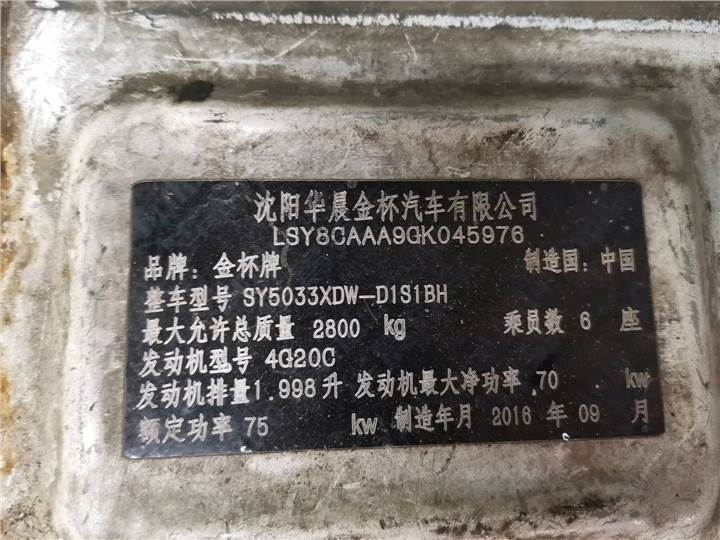 沈阳华晨金杯汽车有限公司
LSY8CAAA9GK045976
品牌: 金杯牌 制造国: 中国
整车型号 SY5033XDW-D1S1BH
最大允许总质量 2800 kg 乘员数 6 座
发动机型号 4G20C
发动机排量1.998升 发动机最大净功率 70 kw
额定功率 75 kw 制造年月 2016 年 09 月